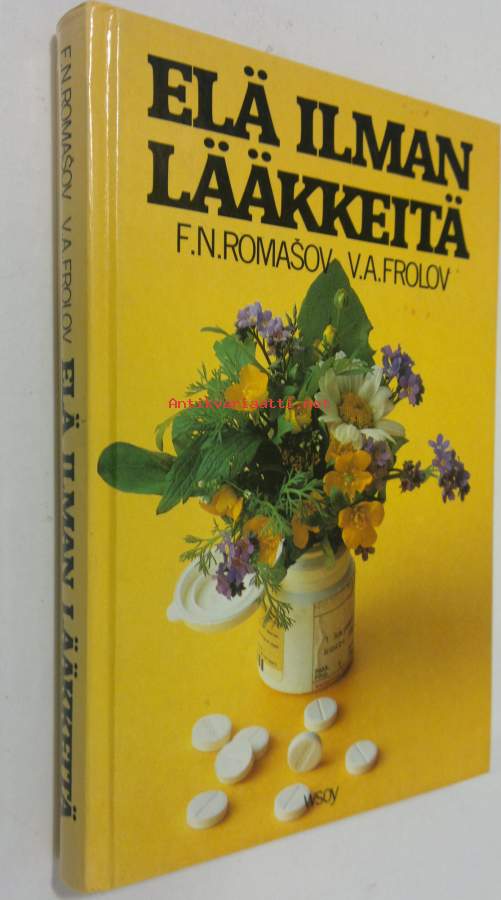 ELÄ ILMAN
LÄÄKKEITÄ
F.N.ROMAŠOV V.A.FROLOV
Antikvariaatti.net
wsoy
F.N.ROMAŠOV V.A.FROLOV ELÄ ILMAN LÄÄKKEITÄ